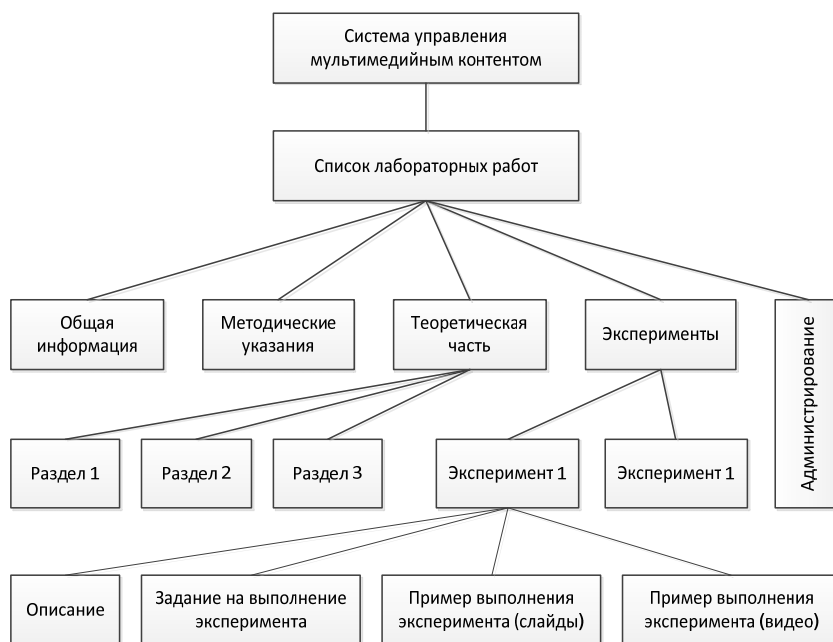 Система управления
мультимедийным контентом
Список лабораторных работ
Общая
информация
Методические
указания
Теоретическая
часть
Эксперименты
Администрирование
Раздел 1
Раздел 2
Раздел 3
Эксперимент 1
Эксперимент 1
Описание
Задание на выполнение
эксперимента
Пример выполнения
эксперимента (слайды)
Пример выполнения
эксперимента (видео)